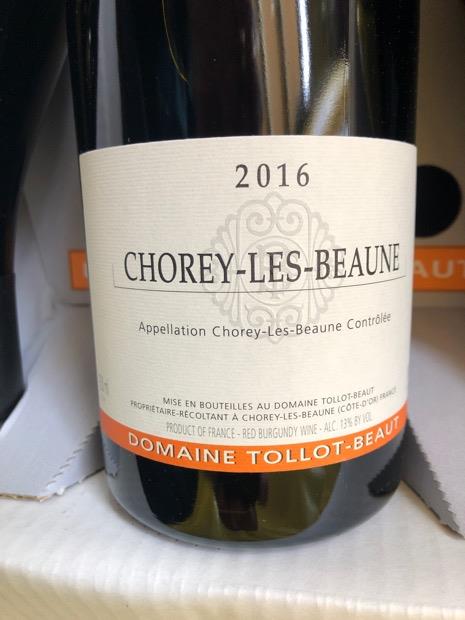 2016
CHOREY-LES-BEAUNE
Appellation Chorey-Les-Beaune Contrôlée
MISE EN BOUTEILLES AU DOMAINE TOLLOT-BEAUT
PROPRIÉTAIRE-RÉCOLTANT À CHOREY-LES-BEAUNE (CÔTE-D'OR) FRANCE
PRODUCT OF FRANCE - RED BURGUNDY WINE - ALC. 13% BY VOL
DOMAINE TOLLOT-BEAUT